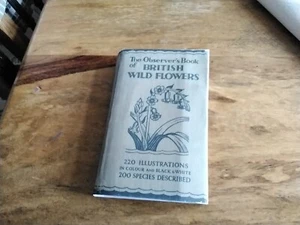 The Observer's Book
of BRITISH
WILD FLOWERS
220 ILLUSTRATIONS
IN COLOUR AND BLACK & WHITE
200 SPECIES DESCRIBED